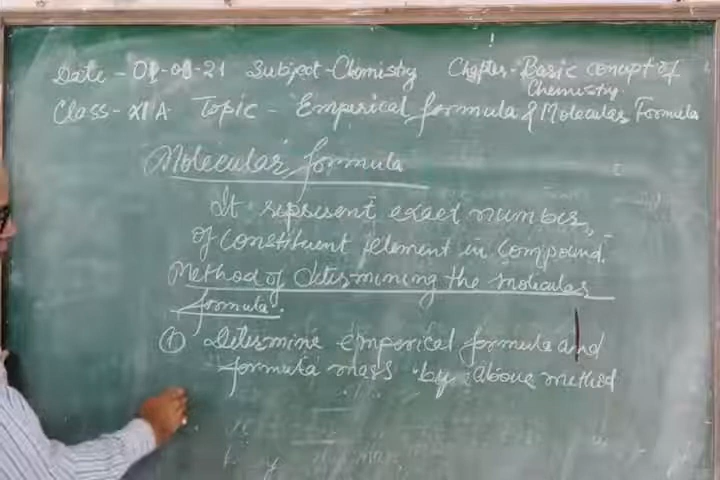 Date - 01-09-21 Subject-Chemistry Chapter- Basic concept of Chemistry.
Class- XI A Topic - Emperical formula & Molecular Formula
Molecular formula
It represent exact number,
of constituent element in compound.
Method of determining the molecular
formula.
① Determine emperical formula and
formula mass by above method